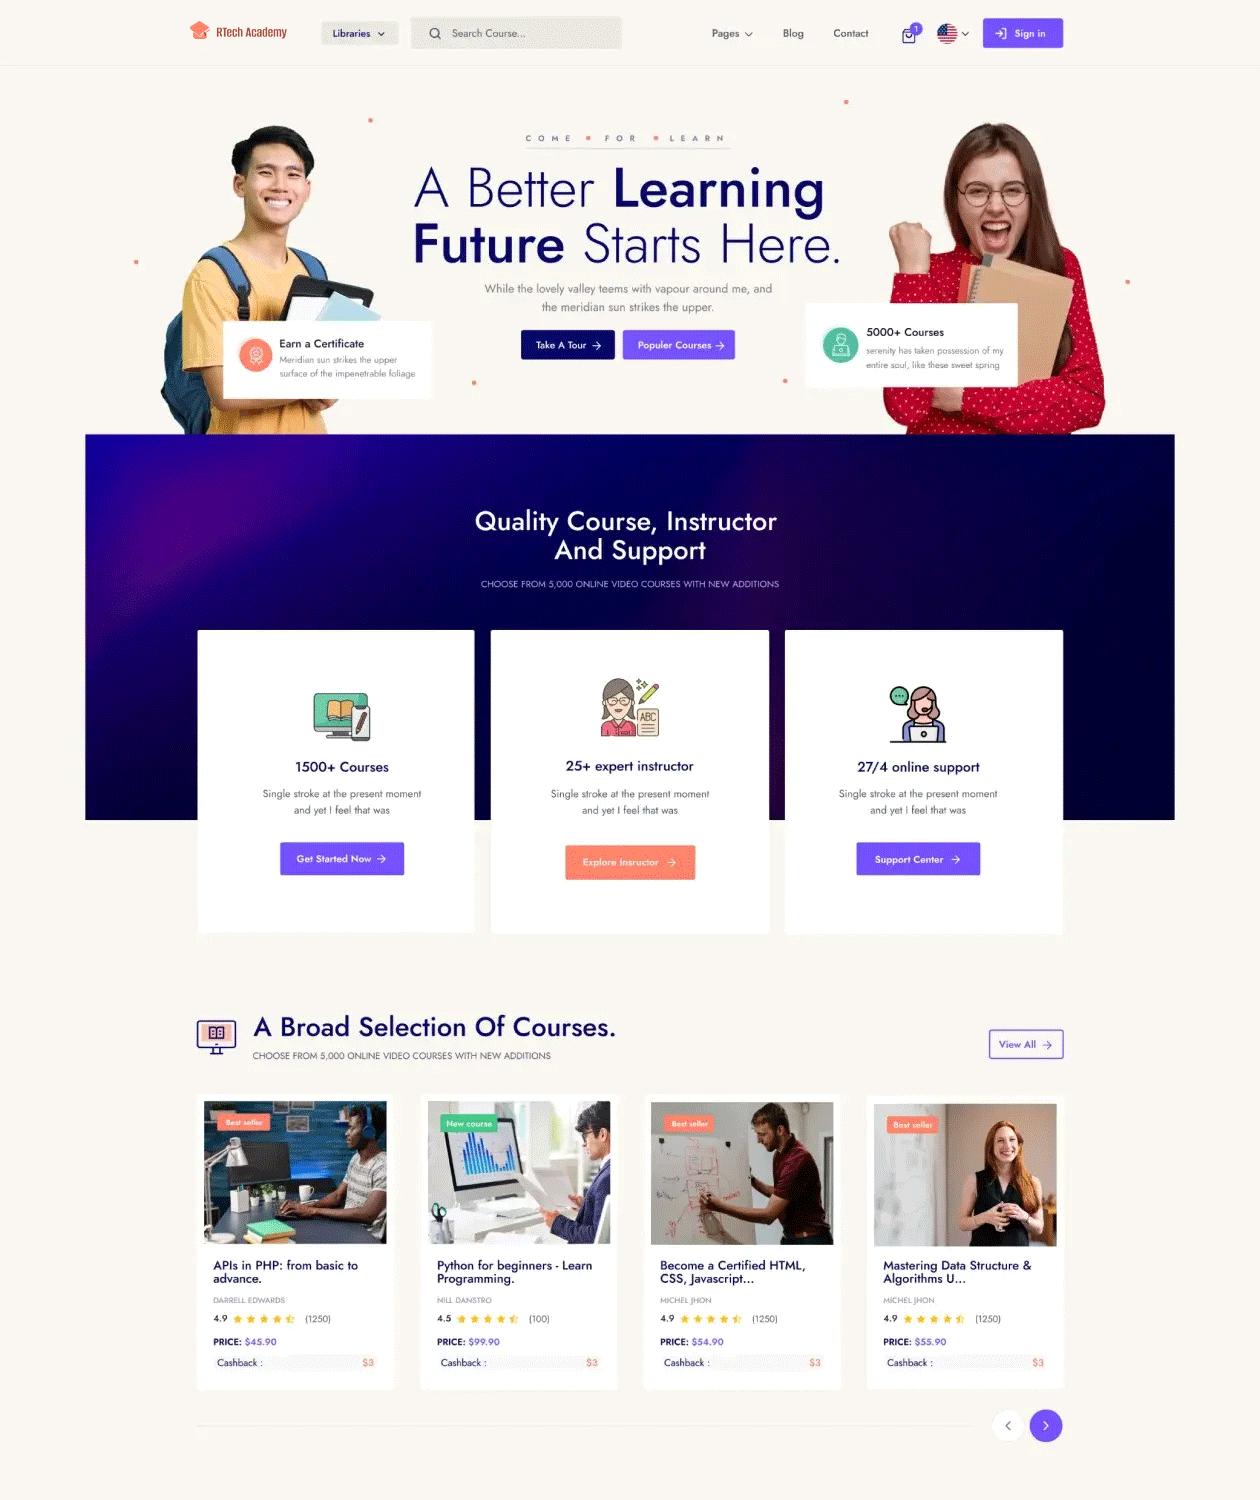 RTech Academy
Libraries
Search Course...
Pages
Blog
Contact
1
Sign in
COME FOR LEARN
A Better Learning
Future Starts Here.
While the lovely valley teems with vapour around me, and
the meridian sun strikes the upper.
Take A Tour
Populer Courses
Earn a Certificate
Meridian sun strikes the upper
surface of the impenetrable foliage
5000+ Courses
serenity has taken possession of my
entire soul, like these sweet spring
Quality Course, Instructor
And Support
CHOOSE FROM 5,000 ONLINE VIDEO COURSES WITH NEW ADDITIONS
1500+ Courses
Single stroke at the present moment
and yet I feel that was
Get Started Now
ABC
25+ expert instructor
Single stroke at the present moment
and yet I feel that was
Explore Insructor
27/4 online support
Single stroke at the present moment
and yet I feel that was
Support Center
A Broad Selection Of Courses.
CHOOSE FROM 5,000 ONLINE VIDEO COURSES WITH NEW ADDITIONS
View All
Best seller
APIs in PHP: from basic to
advance.
DARRELL EDWARDS
4.9 (1250)
PRICE: $45.90
Cashback : $3
New course
Python for beginners - Learn
Programming.
NILL DANSTRO
4.5 (100)
PRICE: $99.90
Cashback : $3
Best seller
Become a Certified HTML,
CSS, Javascript...
MICHEL JHON
4.9 (1250)
PRICE: $54.90
Cashback : $3
Best seller
Mastering Data Structure &
Algorithms U...
MICHEL JHON
4.9 (1250)
PRICE: $55.90
Cashback : $3